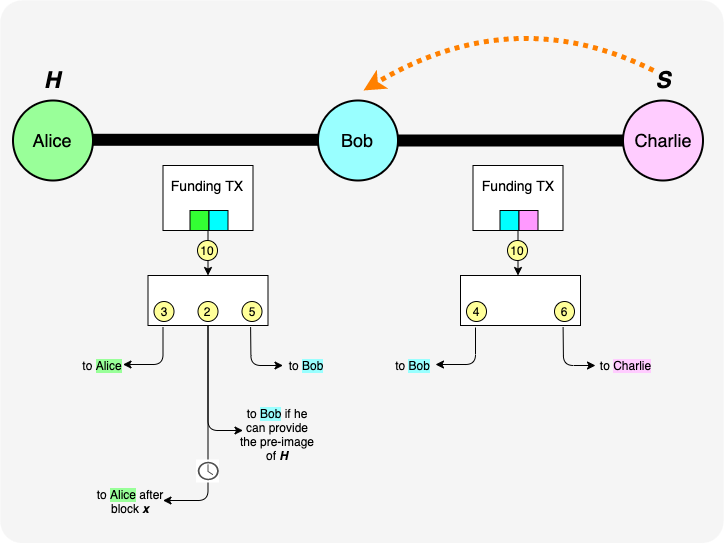 H
S
Alice
Bob
Charlie
Funding TX
Funding TX
10
10
3
2
5
4
6
to Alice
to Bob
to Bob
to Charlie
to Bob if he
can provide
the pre-image
of H
to Alice after
block x